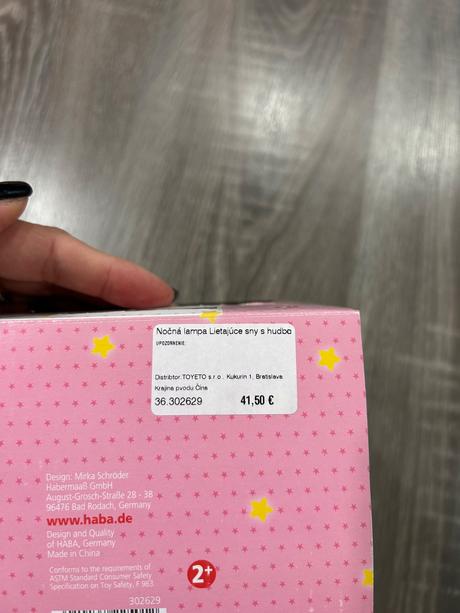 Nočná lampa Lietajúce sny s hudbo
UPOZORNENIE:
Distribtor.TOYETO s.r.o., Kukurin 1, Bratislava
Krajina pvodu Čína
36.302629 41,50 €
Design: Mirka Schröder
Habermaaß GmbH
August-Grosch-Straße 28 - 38
96476 Bad Rodach, Germany
www.haba.de
Design and Quality
of HABA, Germany
Made in China
Conforms to the requirements of
ASTM Standard Consumer Safety
Specification on Toy Safety, F 963
2+
302629